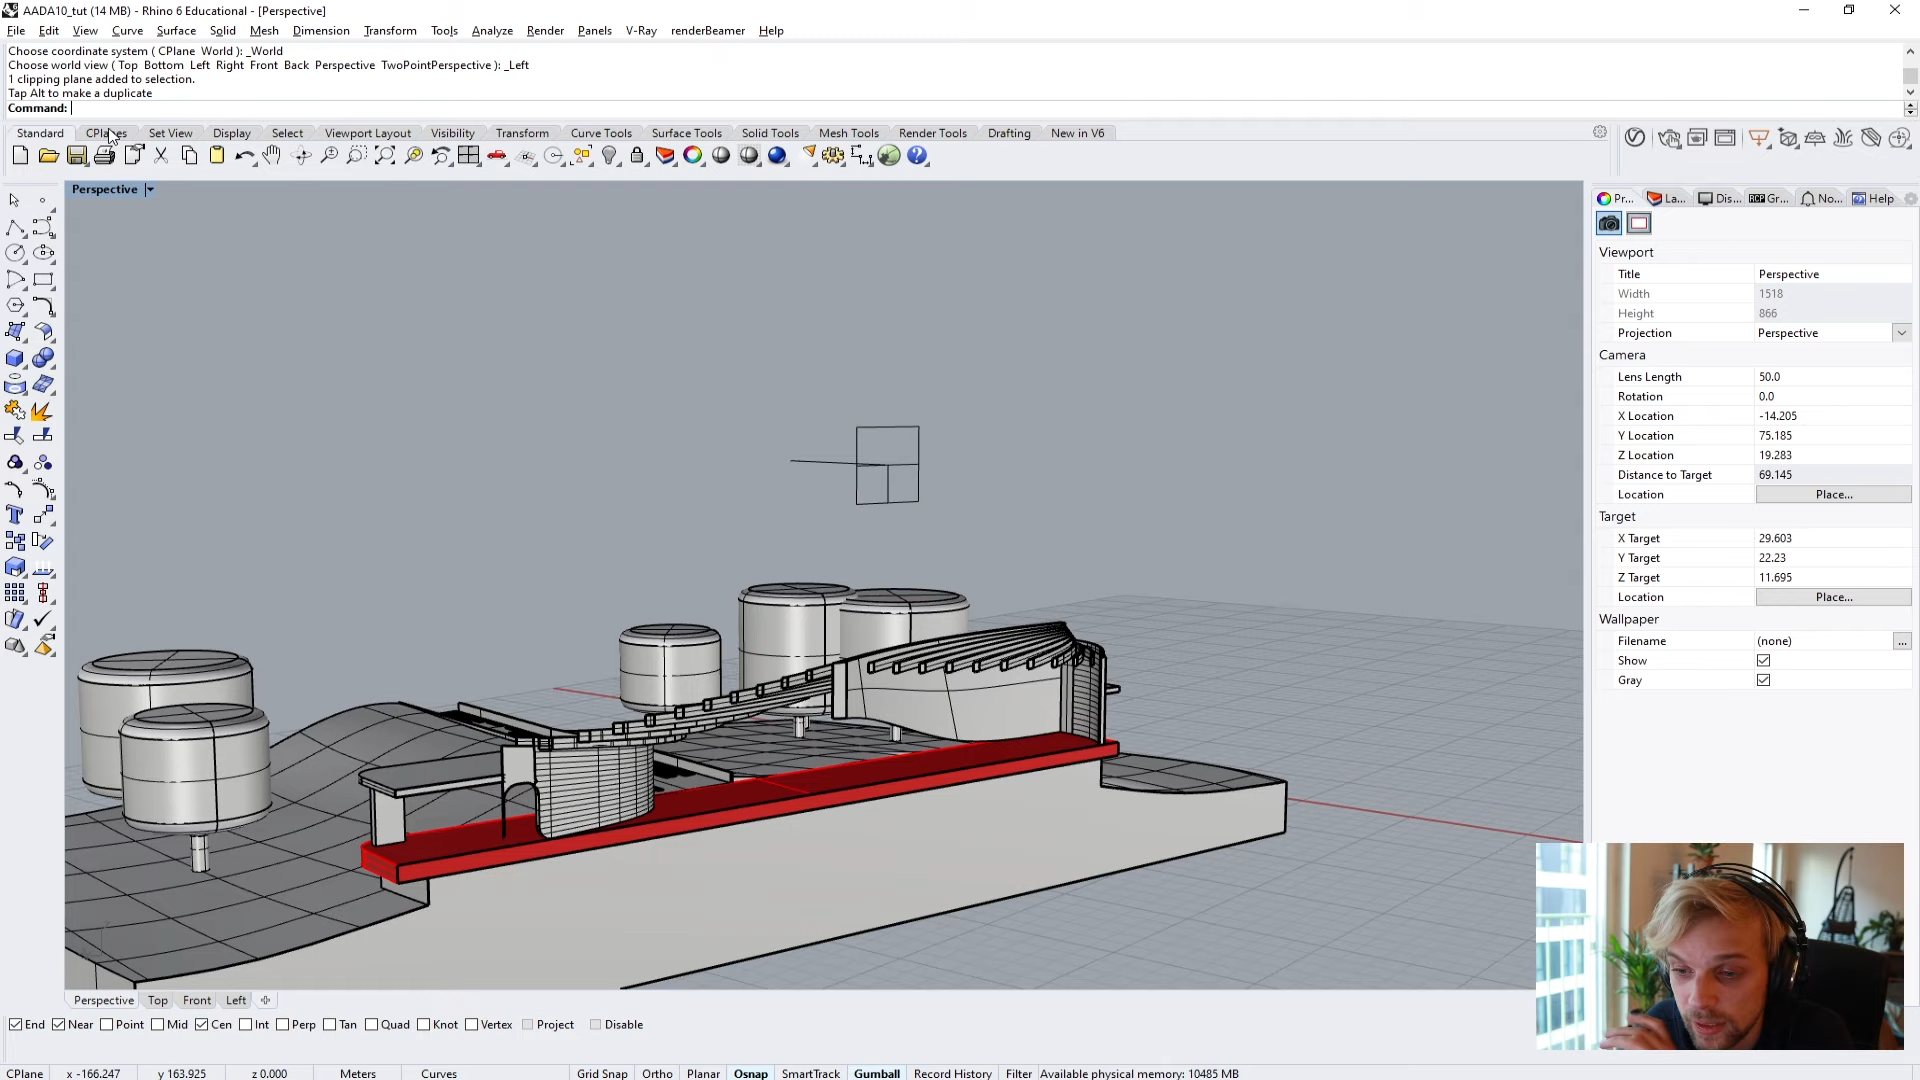 AADA10_tut (14 MB) - Rhino 6 Educational - [Perspective]
File Edit View Curve Surface Solid Mesh Dimension Transform Tools Analyze Render Panels V-Ray renderBeamer Help
Choose coordinate system ( CPlane World ): _World
Choose world view ( Top Bottom Left Right Front Back Perspective TwoPointPerspective ): _Left
1 clipping plane added to selection.
Tap Alt to make a duplicate
Command:
Standard CPlanes Set View Display Select Viewport Layout Visibility Transform Curve Tools Surface Tools Solid Tools Mesh Tools Render Tools Drafting New in V6
Perspective
Pr... La... Dis... Gr... No... Help
Viewport
Title Perspective
Width 1518
Height 866
Projection Perspective
Camera
Lens Length 50.0
Rotation 0.0
X Location -14.205
Y Location 75.185
Z Location 19.283
Distance to Target 69.145
Location Place...
Target
X Target 29.603
Y Target 22.23
Z Target 11.695
Location Place...
Wallpaper
Filename (none) ...
Show
Gray
Perspective Top Front Left
End Near Point Mid Cen Int Perp Tan Quad Knot Vertex Project Disable
CPlane x -166.247 y 163.925 z 0.000 Meters Curves Grid Snap Ortho Planar Osnap SmartTrack Gumball Record History Filter Available physical memory: 10485 MB